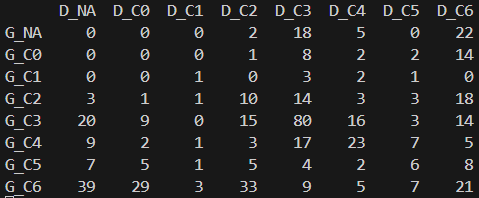 D_NA D_C0 D_C1 D_C2 D_C3 D_C4 D_C5 D_C6
G_NA 0 0 0 2 18 5 0 22
G_C0 0 0 0 1 8 2 2 14
G_C1 0 0 1 0 3 2 1 0
G_C2 3 1 1 10 14 3 3 18
G_C3 20 9 0 15 80 16 3 14
G_C4 9 2 1 3 17 23 7 5
G_C5 7 5 1 5 4 2 6 8
G_C6 39 29 3 33 9 5 7 21